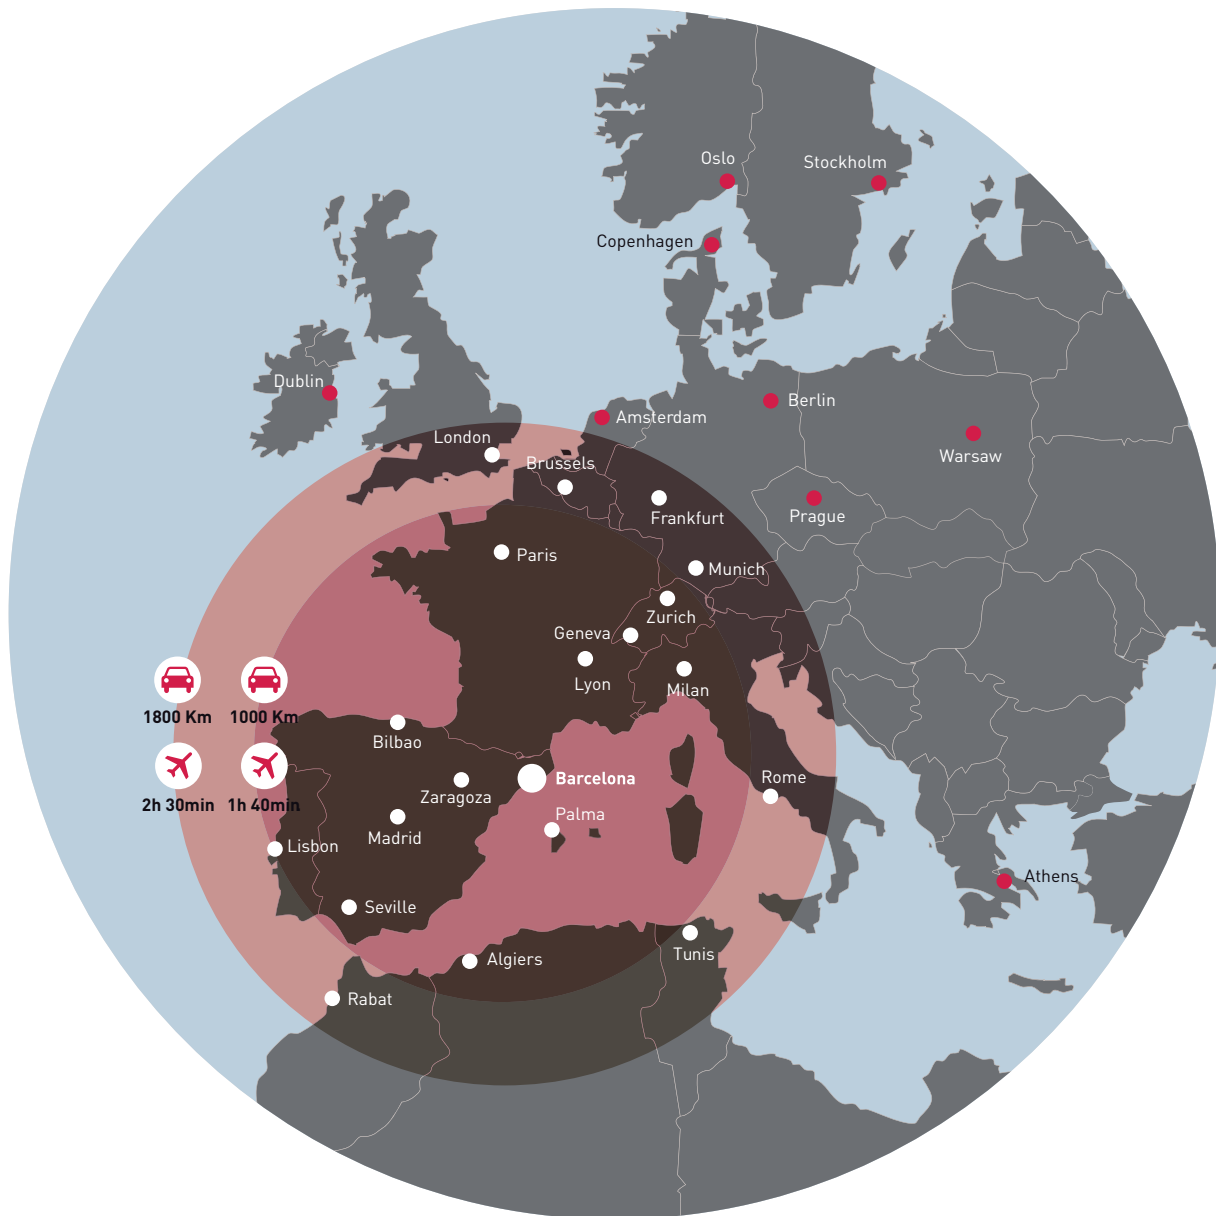 Oslo
Stockholm
Copenhagen
Dublin
Amsterdam
Berlin
London
Warsaw
Brussels
Prague
Frankfurt
Paris
Munich
Zurich
Geneva
Lyon
Milan
1800 Km
1000 Km
Bilbao
Barcelona
Rome
Zaragoza
2h 30min
1h 40min
Palma
Madrid
Lisbon
Athens
Seville
Tunis
Algiers
Rabat